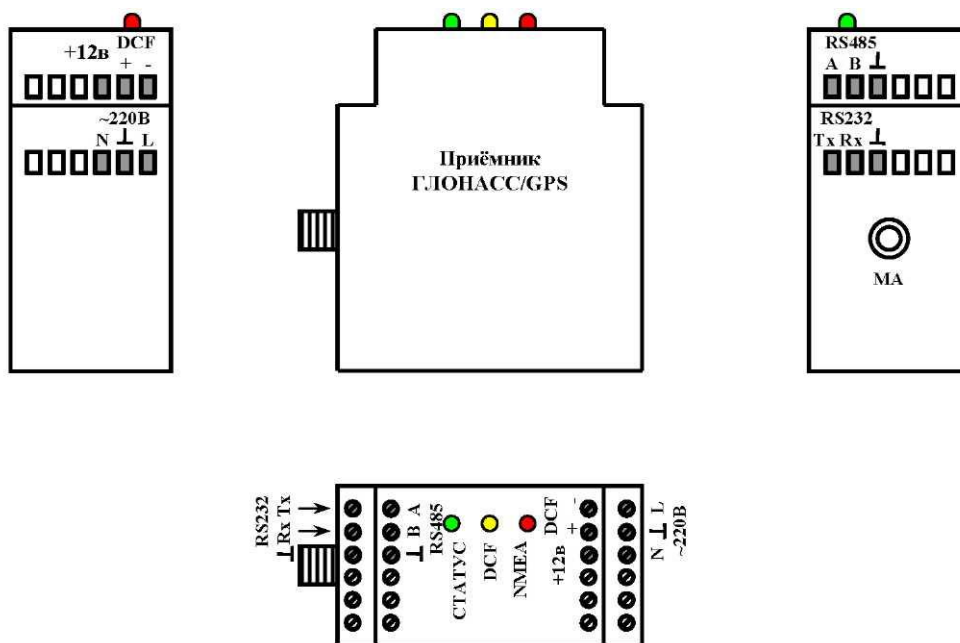 DCF
+12в
+ -
~220В
N ⊥ L
Приёмник
ГЛОНАСС/GPS
RS485
A B ⊥
RS232
Tx Rx ⊥
MA
RS232
⊥ Rx Tx
⊥ B A
RS485
СТАТУС
DCF
NMEA
DCF
+12в + -
N ⊥ L
~220В